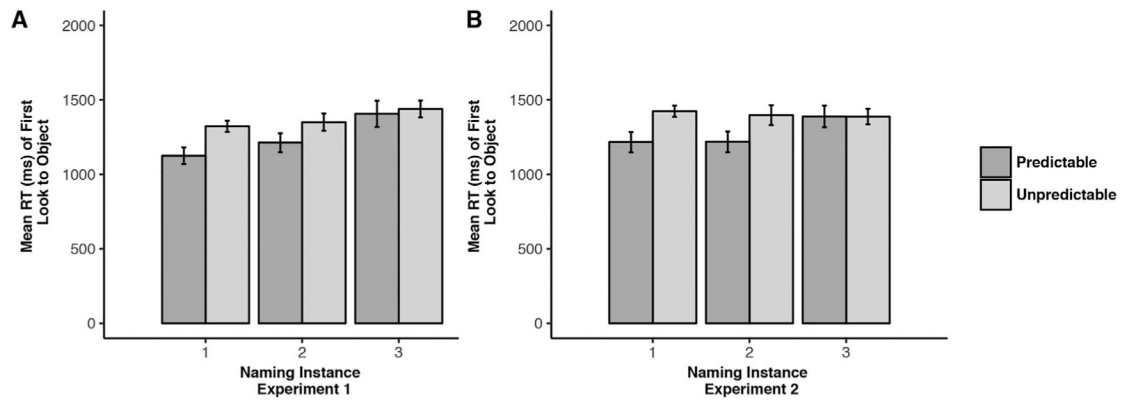 A
Mean RT (ms) of First
Look to Object
2000
1500
1000
500
0
1 2 3
Naming Instance
Experiment 1
B
Mean RT (ms) of First
Look to Object
2000
1500
1000
500
0
1 2 3
Naming Instance
Experiment 2
Predictable
Unpredictable